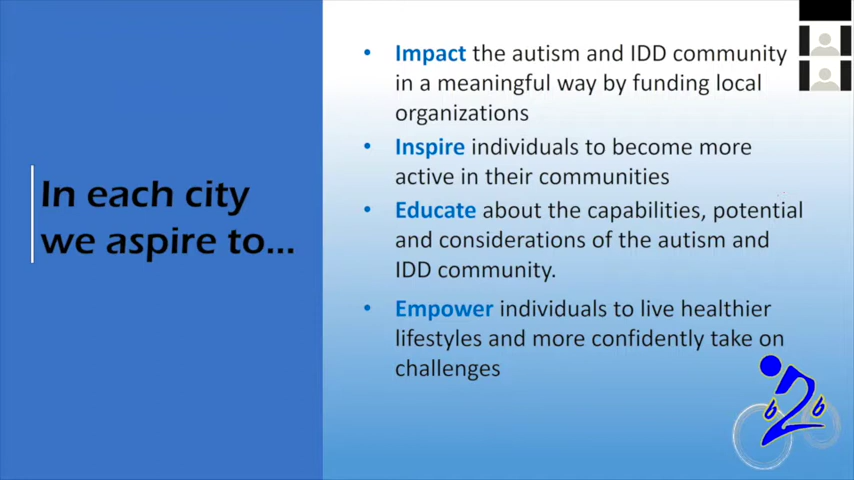 In each city
we aspire to...
• Impact the autism and IDD community
in a meaningful way by funding local
organizations
• Inspire individuals to become more
active in their communities
• Educate about the capabilities, potential
and considerations of the autism and
IDD community.
• Empower individuals to live healthier
lifestyles and more confidently take on
challenges
b2b